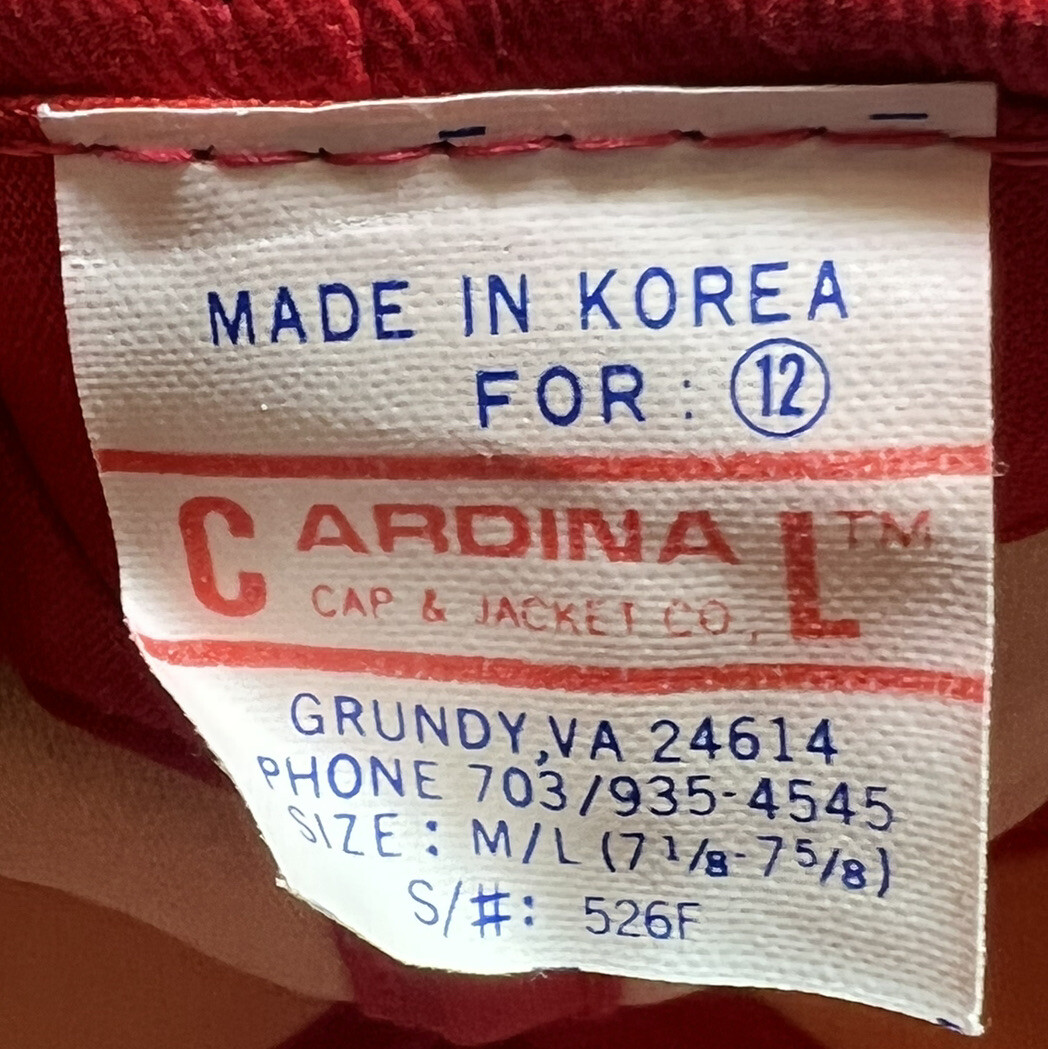 MADE IN KOREA
FOR: ⑫
CARDINAL™
CAP & JACKET CO.,
GRUNDY,VA 24614
PHONE 703/935-4545
SIZE: M/L (7 1/8-7 5/8)
S/#: 526F